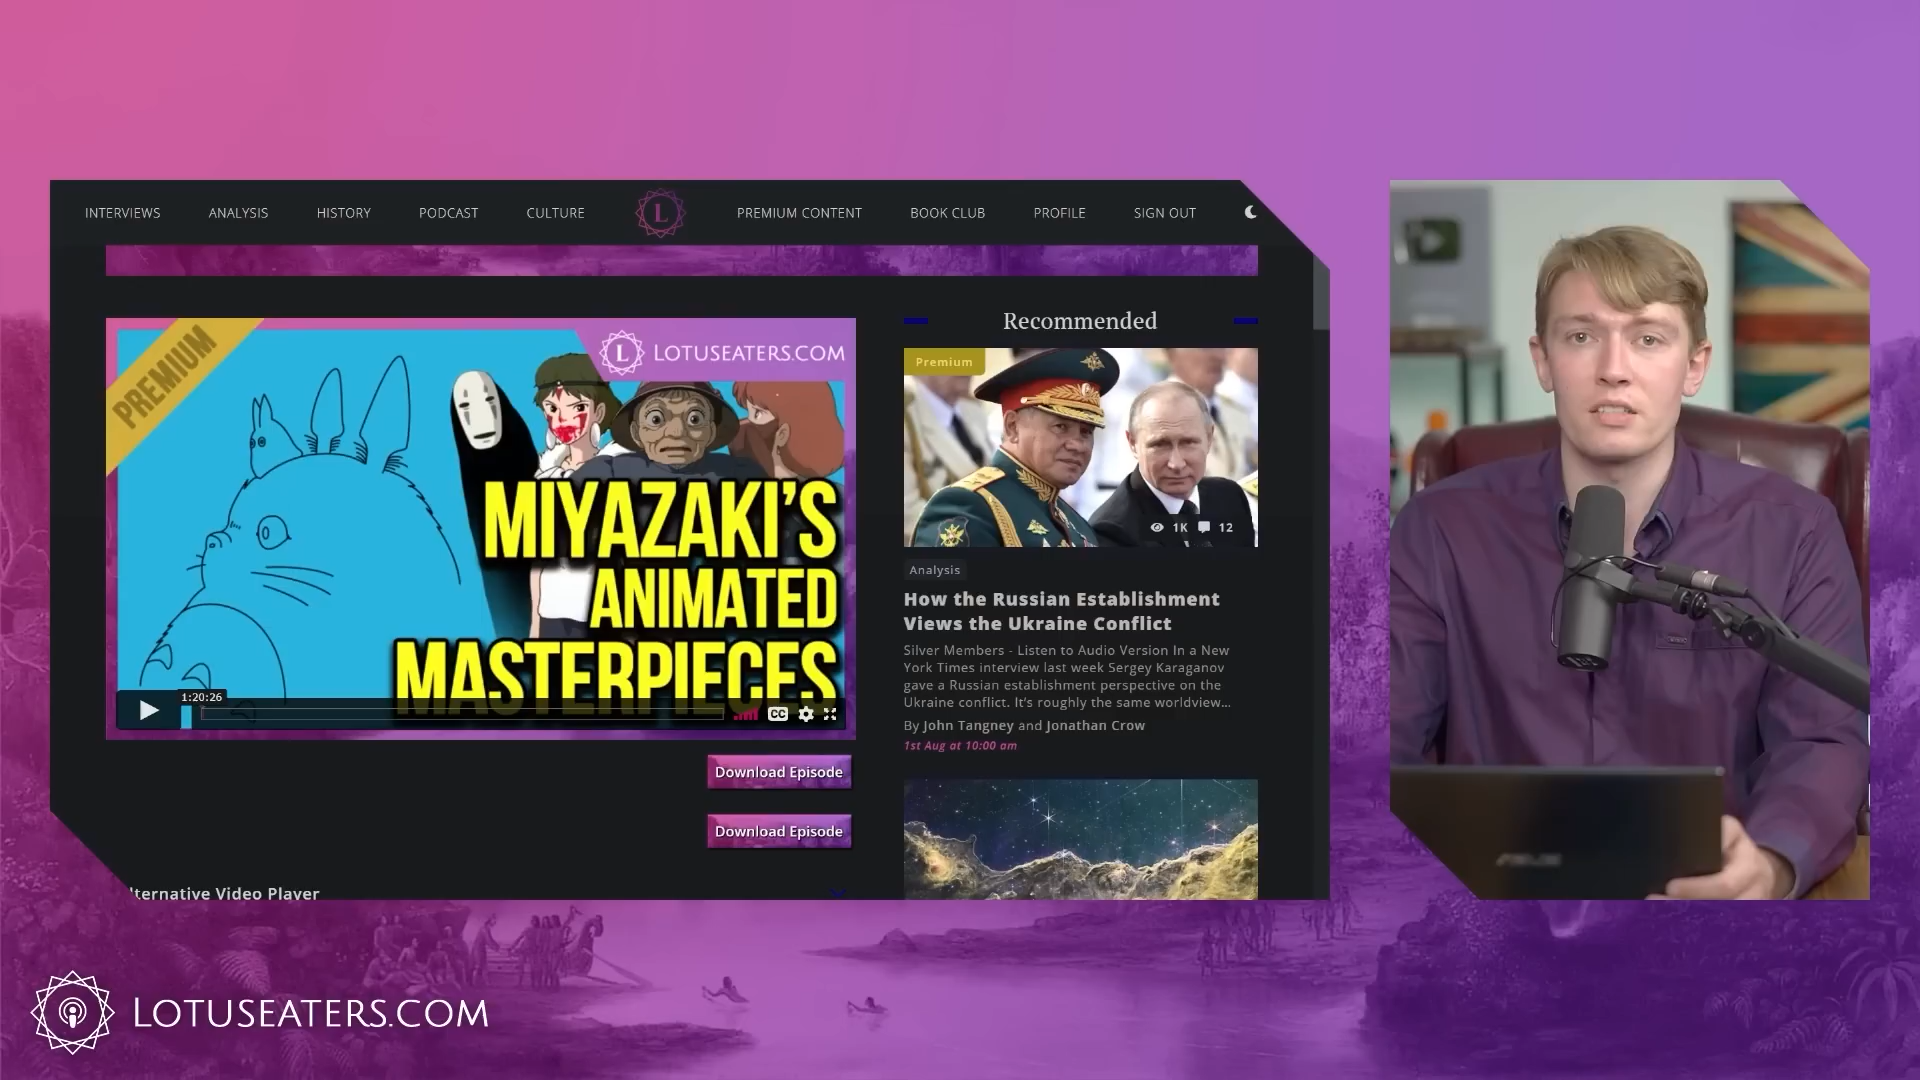 INTERVIEWS ANALYSIS HISTORY PODCAST CULTURE L PREMIUM CONTENT BOOK CLUB PROFILE SIGN OUT
PREMIUM
L LOTUSEATERS.COM
MIYAZAKI'S
ANIMATED
MASTERPIECES
1:20:26
CC
Download Episode
Download Episode
lternative Video Player
Recommended
Premium
1K 12
Analysis
How the Russian Establishment
Views the Ukraine Conflict
Silver Members - Listen to Audio Version In a New
York Times interview last week Sergey Karaganov
gave a Russian establishment perspective on the
Ukraine conflict. It's roughly the same worldview...
By John Tangney and Jonathan Crow
1st Aug at 10:00 am
ASUS
LOTUSEATERS.COM